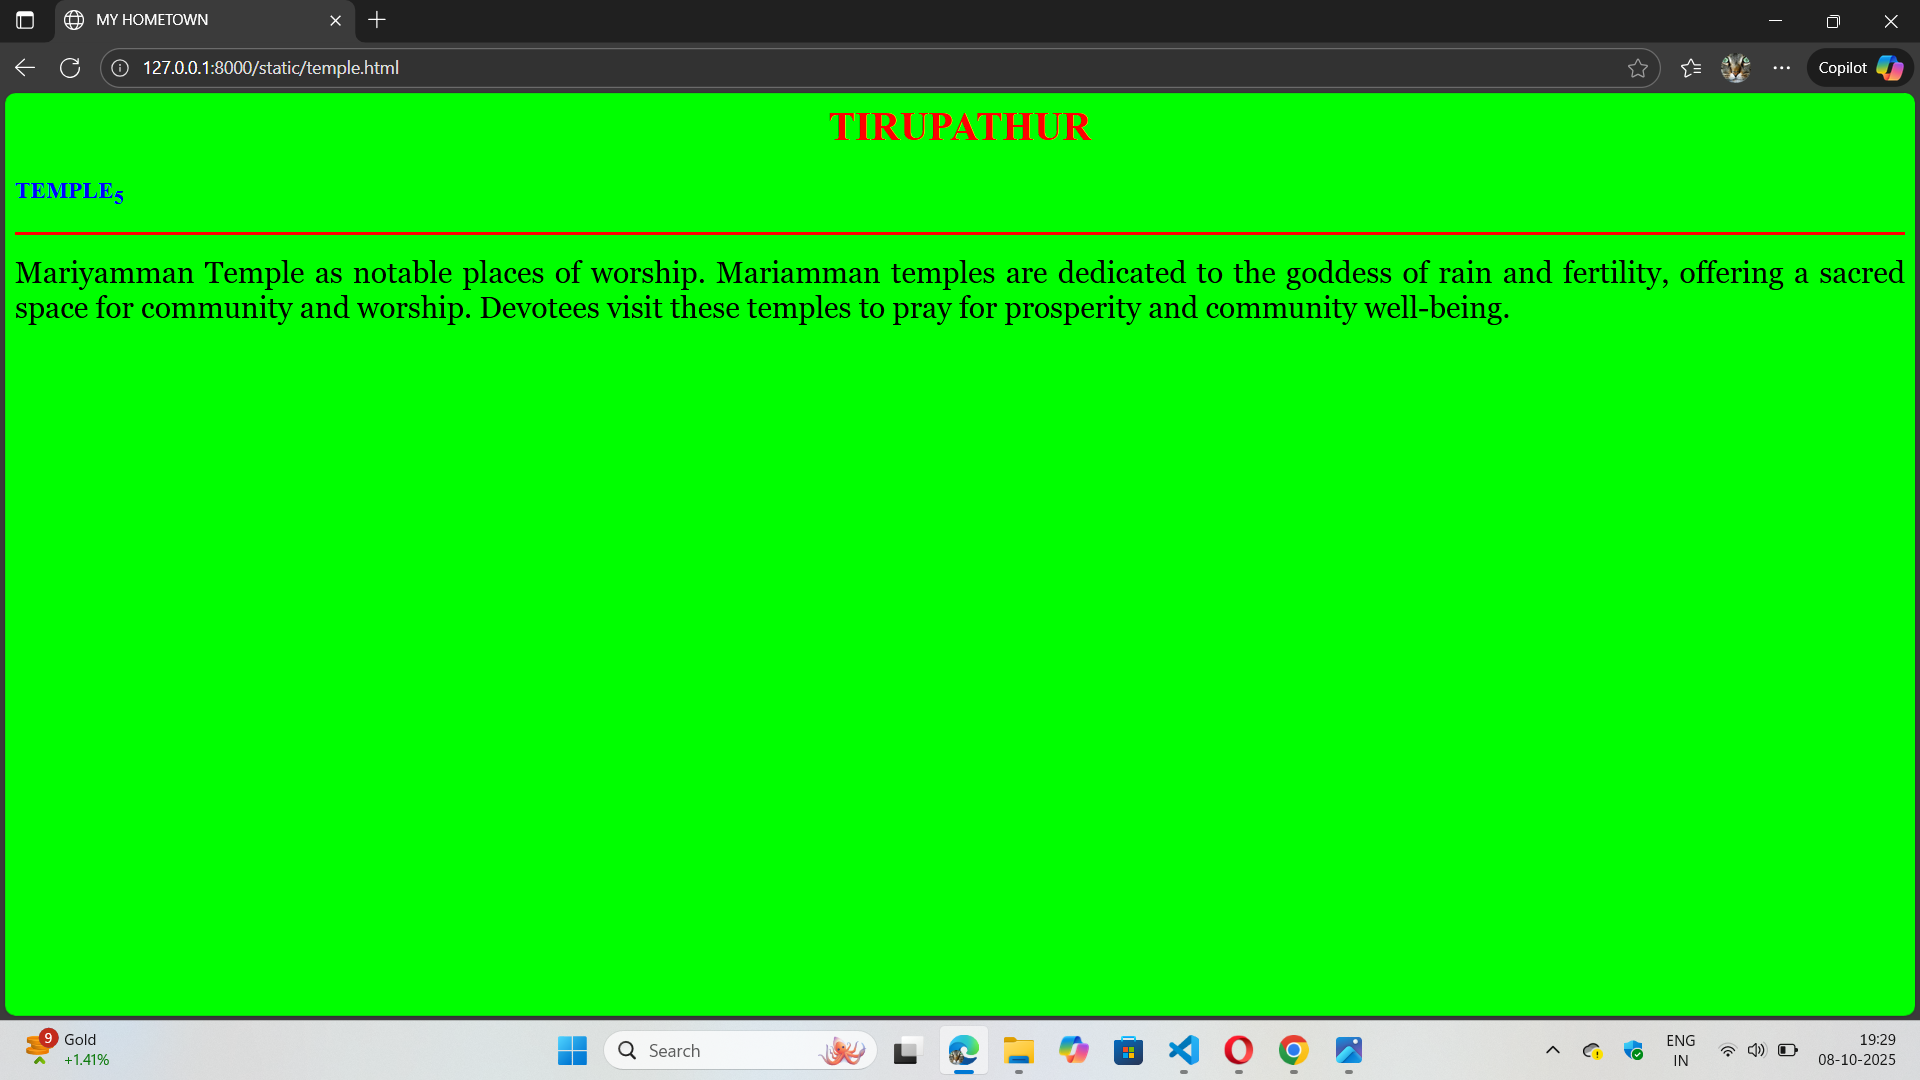 MY HOMETOWN
127.0.0.1:8000/static/temple.html
Copilot
TIRUPATHUR
TEMPLE5
Mariyamman Temple as notable places of worship. Mariamman temples are dedicated to the goddess of rain and fertility, offering a sacred
space for community and worship. Devotees visit these temples to pray for prosperity and community well-being.
9
Gold
+1.41%
Search
ENG
IN
19:29
08-10-2025